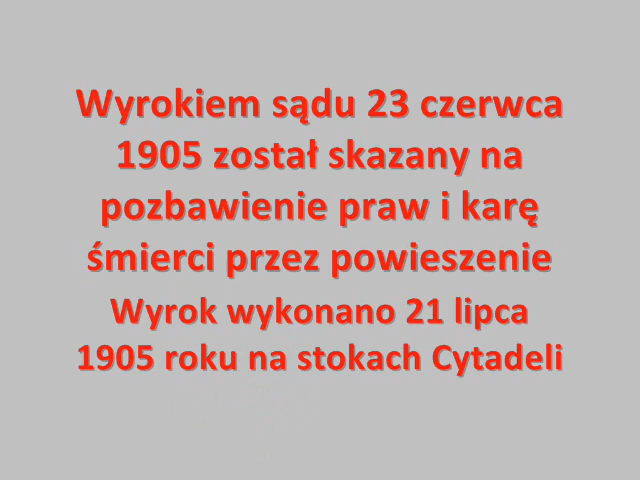 Wyrokiem sądu 23 czerwca
1905 został skazany na
pozbawienie praw i karę
śmierci przez powieszenie
Wyrok wykonano 21 lipca
1905 roku na stokach Cytadeli